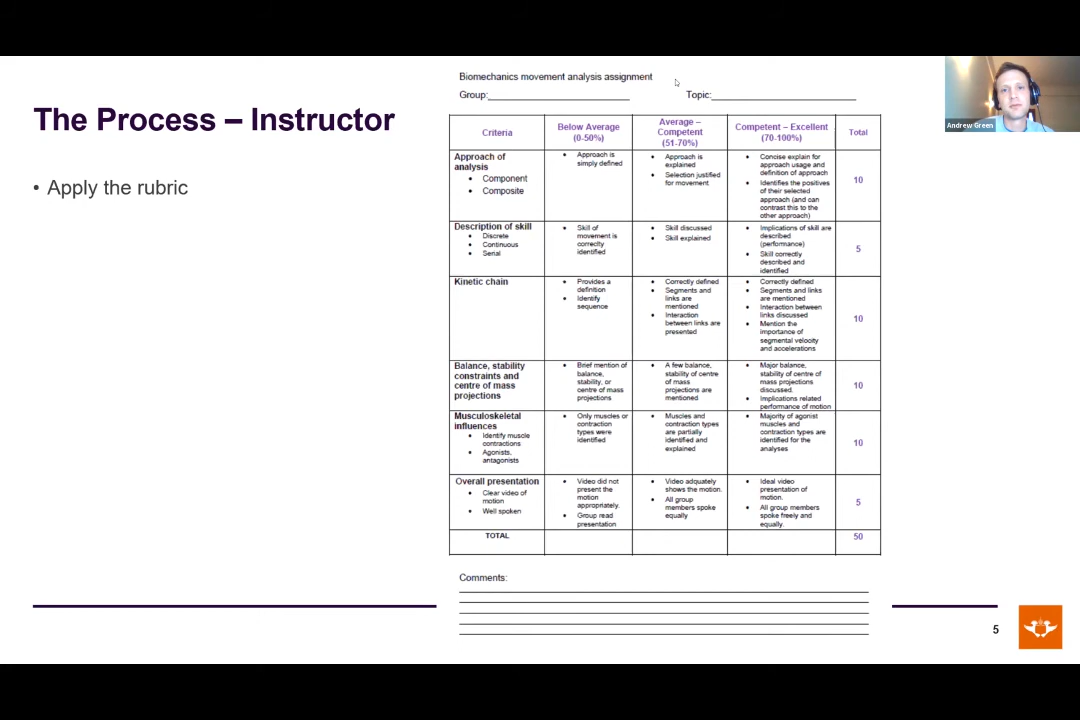 The Process – Instructor
• Apply the rubric
Biomechanics movement analysis assignment
Group:
Topic:
Criteria
Below Average
(0-50%)
Average –
Competent
(51-70%)
Competent – Excellent
(70-100%)
Total
Approach of
analysis
• Component
• Composite
• Approach is
simply defined
• Approach is
explained
• Selection justified
for movement
• Concise explain for
approach usage and
definition of approach
• Identifies the positives
of their selected
approach (and can
contrast this to the
other approach)
10
Description of skill
• Discrete
• Continuous
• Serial
• Skill of
movement is
correctly
identified
• Skill discussed
• Skill explained
• Implications of skill are
described
(performance)
• Skill correctly
described and
identified
5
Kinetic chain
• Provides a
definition
• Identify
sequence
• Correctly defined
• Segments and
links are
mentioned
• Interaction
between links are
presented
• Correctly defined
• Segments and links
are mentioned
• Interaction between
links discussed
• Mention the
importance of
segmental velocity
and accelerations
10
Balance, stability
constraints and
centre of mass
projections
• Brief mention of
balance,
stability, or
centre of mass
projections
• A few balance,
stability of centre
of mass
projections are
mentioned
• Major balance,
stability of centre of
mass projections
discussed.
• Implications related
performance of motion
10
Musculoskeletal
influences
• Identify muscle
contractions
• Agonists,
antagonists
• Only muscles or
contraction
types were
identified
• Muscles and
contraction types
are partially
identified and
explained
• Majority of agonist
muscles and
contraction types are
identified for the
analyses
10
Overall presentation
• Clear video of
motion
• Well spoken
• Video did not
present the
motion
appropriately.
• Group read
presentation
• Video adquately
shows the motion.
• All group
members spoke
equally
• Ideal video
presentation of
motion.
• All group members
spoke freely and
equally.
5
TOTAL
50
Comments:
5
Andrew Green